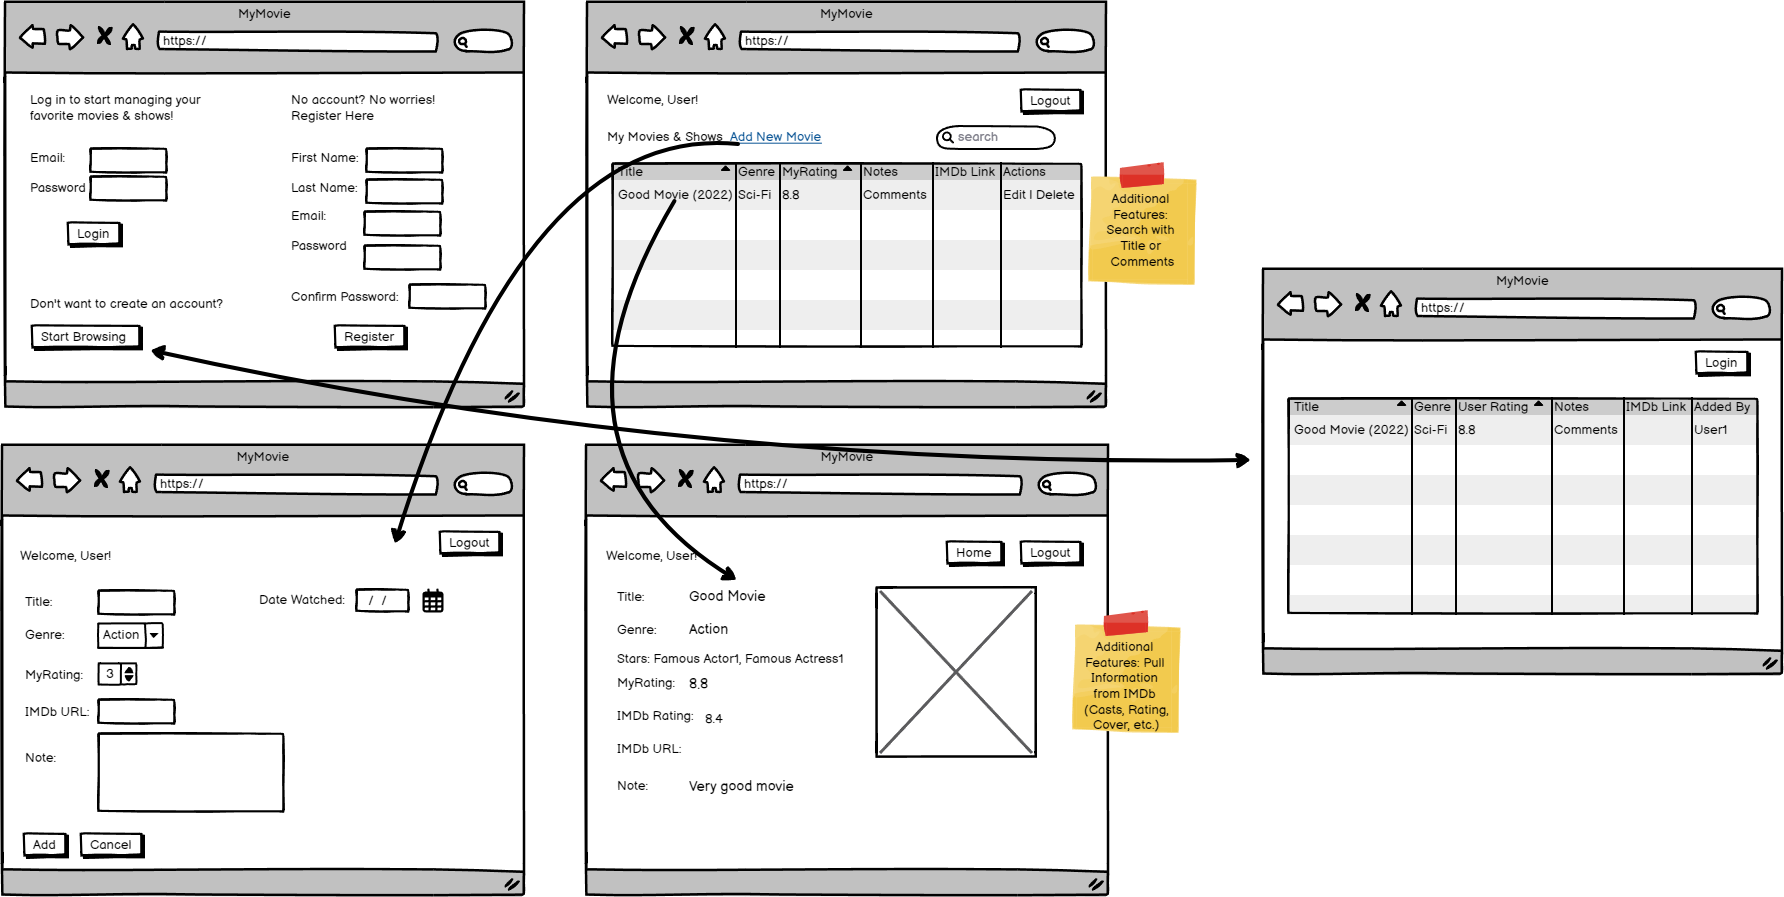 MyMovie
https://
Log in to start managing your
favorite movies & shows!
Email:
Password
Login
Don't want to create an account?
Start Browsing
No account? No worries!
Register Here
First Name:
Last Name:
Email:
Password
Confirm Password:
Register
MyMovie
https://
Welcome, User!
Logout
My Movies & Shows Add New Movie
search
Title Genre MyRating Notes IMDb Link Actions
Good Movie (2022) Sci-Fi 8.8 Comments Edit | Delete
Additional
Features:
Search with
Title or
Comments
MyMovie
https://
Login
Title Genre User Rating Notes IMDb Link Added By
Good Movie (2022) Sci-Fi 8.8 Comments User1
MyMovie
https://
Logout
Welcome, User!
Title:
Date Watched: / /
Genre: Action
MyRating: 3
IMDb URL:
Note:
Add Cancel
MyMovie
https://
Welcome, User!
Home Logout
Title: Good Movie
Genre: Action
Stars: Famous Actor1, Famous Actress1
MyRating: 8.8
IMDb Rating: 8.4
IMDb URL:
Note: Very good movie
Additional
Features: Pull
Information
from IMDb
(Casts, Rating,
Cover, etc.)